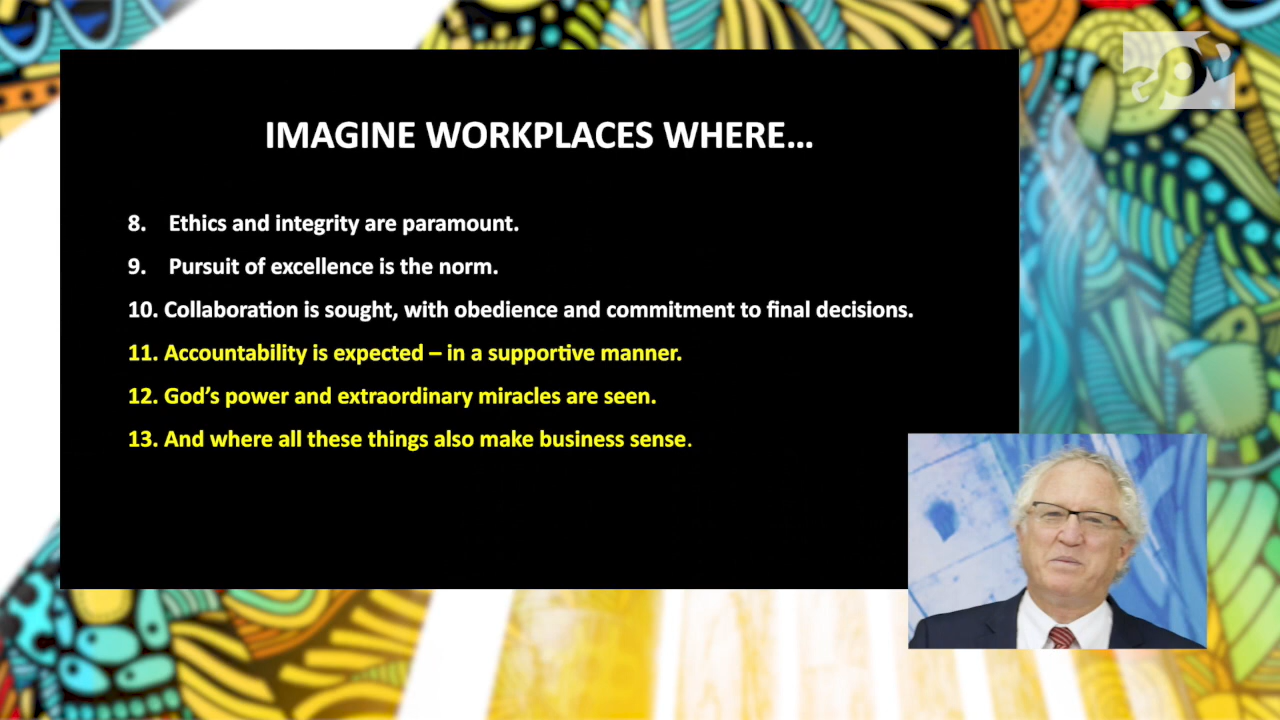 IMAGINE WORKPLACES WHERE…
8. Ethics and integrity are paramount.
9. Pursuit of excellence is the norm.
10. Collaboration is sought, with obedience and commitment to final decisions.
11. Accountability is expected – in a supportive manner.
12. God’s power and extraordinary miracles are seen.
13. And where all these things also make business sense.